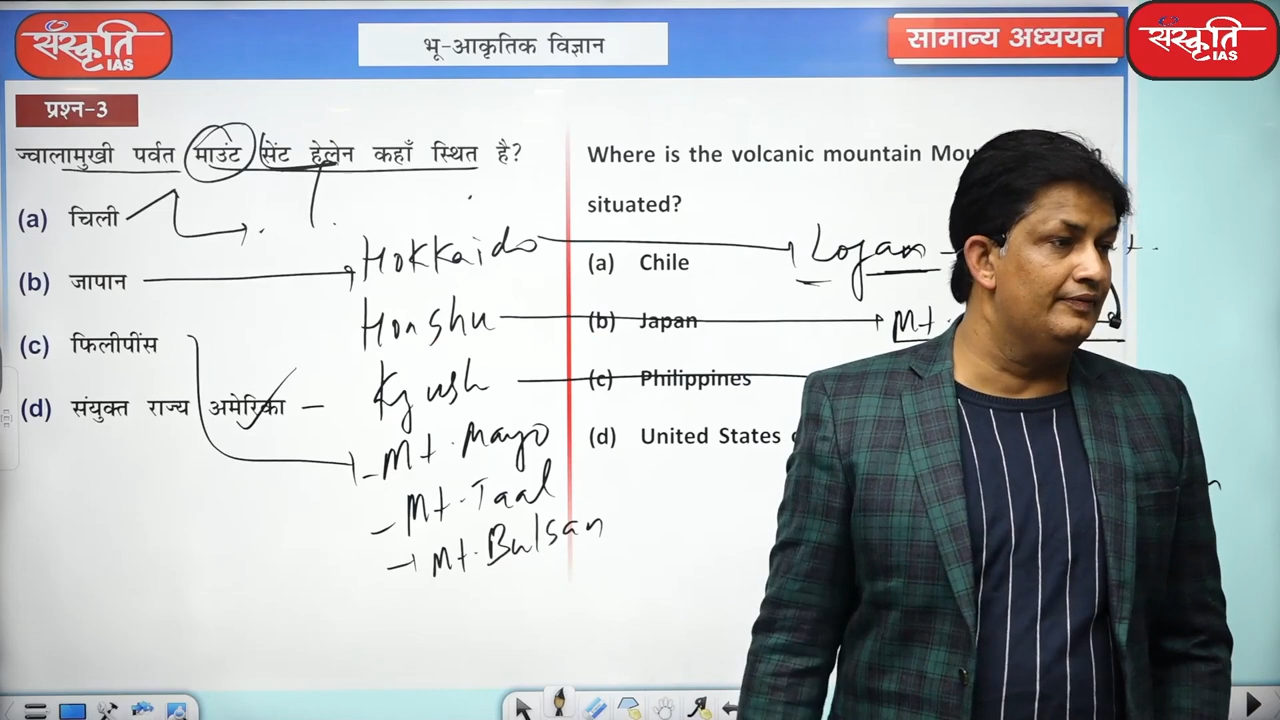 संस्कृति
IAS
भू-आकृतिक विज्ञान
सामान्य अध्ययन
संस्कृति
IAS
प्रश्न-3
ज्वालामुखी पर्वत माउंट सेंट हेलेन कहाँ स्थित है?
(a) चिली
(b) जापान
(c) फिलीपींस
(d) संयुक्त राज्य अमेरिका
Hokkaido
Honshu
Kyush
Mt. Mayo
Mt. Taal
Mt. Bulsan
Where is the volcanic mountain
situated?
(a) Chile
(b) Japan
(c) Philippines
(d) United States
Mt.